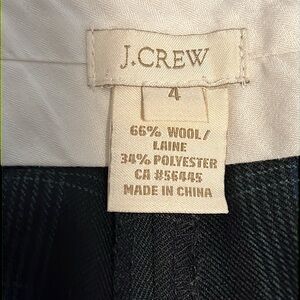 J.CREW
4
66% WOOL/
LAINE
34% POLYESTER
CA #56445
MADE IN CHINA